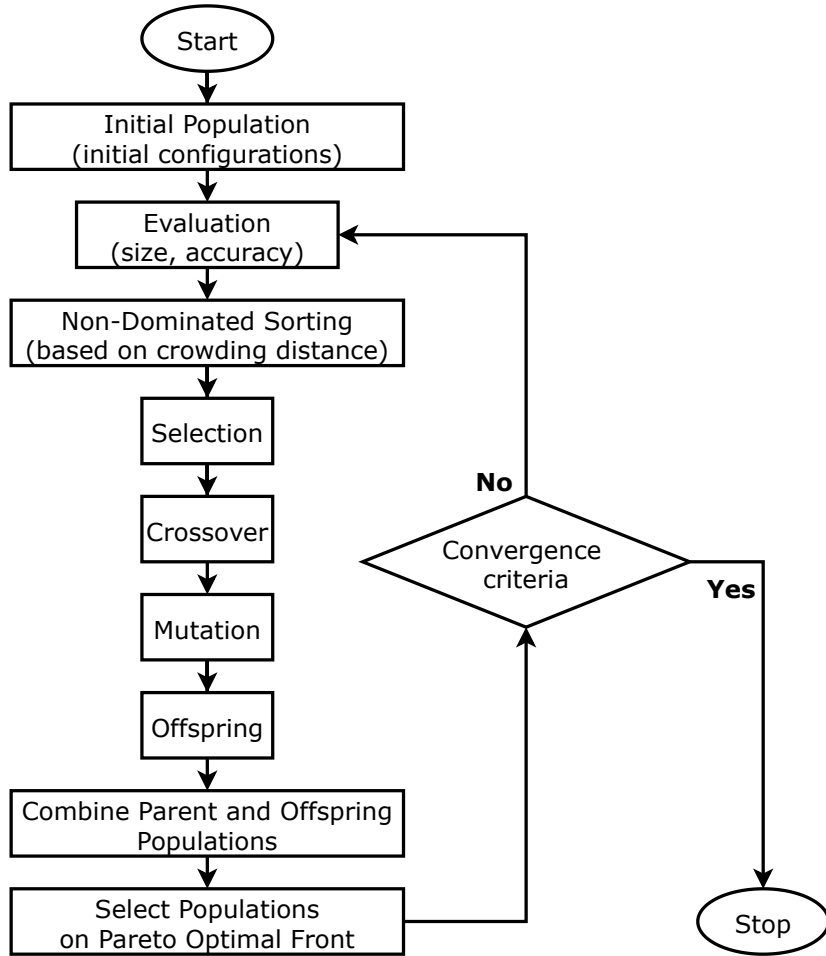 Start
Initial Population
(initial configurations)
Evaluation
(size, accuracy)
Non-Dominated Sorting
(based on crowding distance)
Selection
Crossover
Mutation
Offspring
Combine Parent and Offspring
Populations
Select Populations
on Pareto Optimal Front
No
Convergence
criteria
Yes
Stop